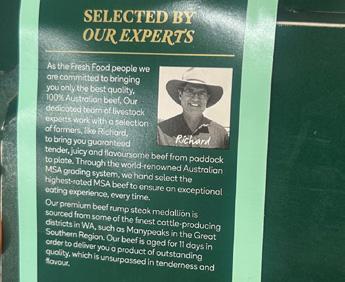 SELECTED BY
OUR EXPERTS
As the Fresh Food people we
are committed to bringing
you only the best quality,
100% Australian beef. Our
dedicated team of livestock
experts work with a selection
of farmers, like Richard,
to bring you guaranteed
Richard
tender, juicy and flavoursome beef from paddock
to plate. Through the world-renowned Australian
MSA grading system, we hand select the
highest-rated MSA beef to ensure an exceptional
eating experience, every time.
Our premium beef rump steak medallion is
sourced from some of the finest cattle-producing
districts in WA, such as Manypeaks in the Great
Southern Region. Our beef is aged for 11 days in
order to deliver you a product of outstanding
quality, which is unsurpassed in tenderness and
flavour.